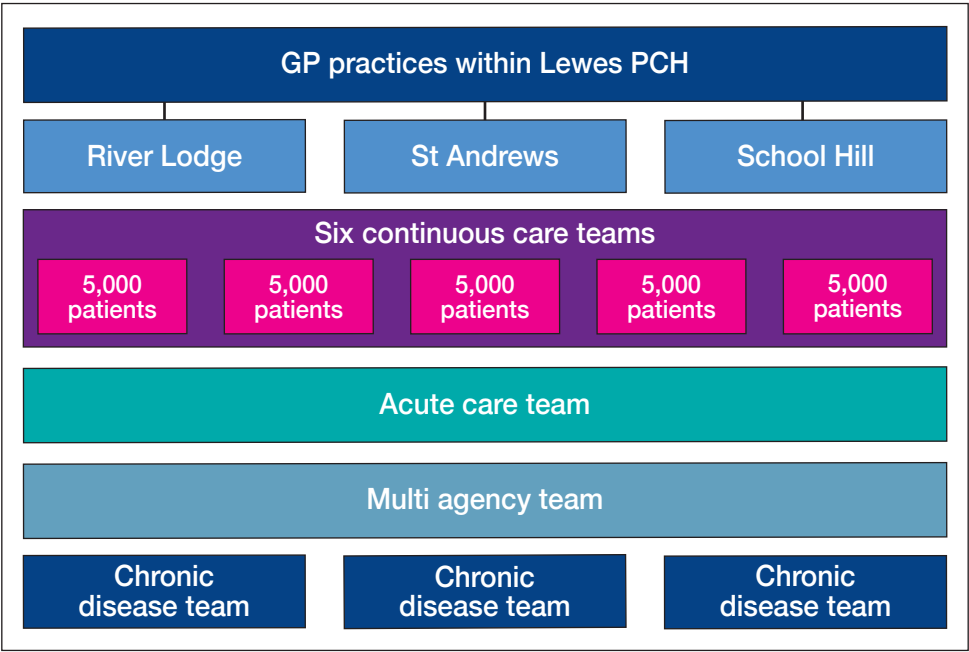 GP practices within Lewes PCH
River Lodge
St Andrews
School Hill
Six continuous care teams
5,000
patients
5,000
patients
5,000
patients
5,000
patients
5,000
patients
Acute care team
Multi agency team
Chronic
disease team
Chronic
disease team
Chronic
disease team